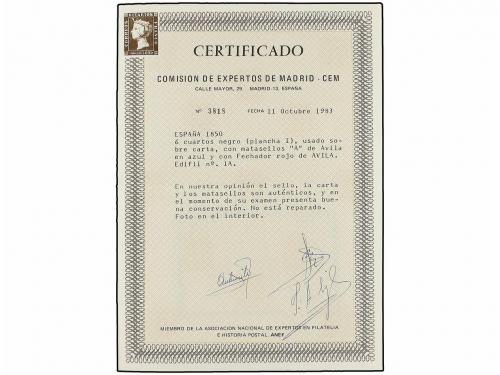 CERTIFICADO
COMISION DE EXPERTOS DE MADRID - CEM
CALLE MAYOR, 29. MADRID-13. ESPAÑA
Nº 3818 FECHA 11 Octubre 1983
ESPAÑA 1850
6 cuartos negro (plancha I), usado so-
bre carta, con matasellos "A" de Avila
en azul y con Fechador rojo de AVILA.
Edifil nº. 1A.
En nuestra opinión el sello, la carta
y los matasellos son auténticos, y en
el momento de su examen presenta bue-
na conservación. No está reparado.
Foto en el interior.
MIEMBRO DE LA ASOCIACION NACIONAL DE EXPERTOS EN FILATELIA
E HISTORIA POSTAL. ANEF.